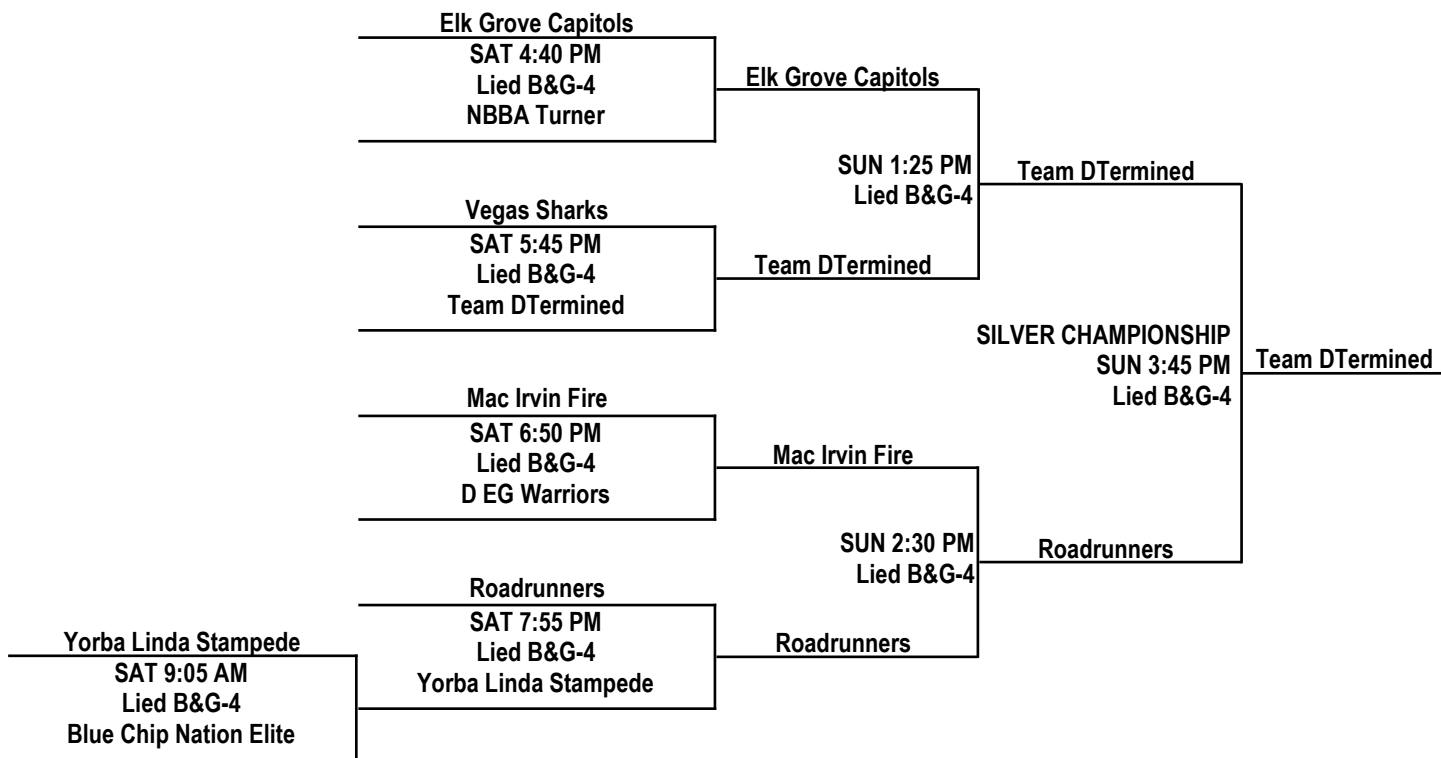 Elk Grove Capitols
SAT 4:40 PM
Lied B&G-4
NBBA Turner
Elk Grove Capitols
SUN 1:25 PM
Lied B&G-4
Team DTermined
Vegas Sharks
SAT 5:45 PM
Lied B&G-4
Team DTermined
Team DTermined
SILVER CHAMPIONSHIP
SUN 3:45 PM
Lied B&G-4
Team DTermined
Mac Irvin Fire
SAT 6:50 PM
Lied B&G-4
D EG Warriors
Mac Irvin Fire
SUN 2:30 PM
Lied B&G-4
Roadrunners
Roadrunners
SAT 7:55 PM
Lied B&G-4
Yorba Linda Stampede
Roadrunners
Yorba Linda Stampede
SAT 9:05 AM
Lied B&G-4
Blue Chip Nation Elite